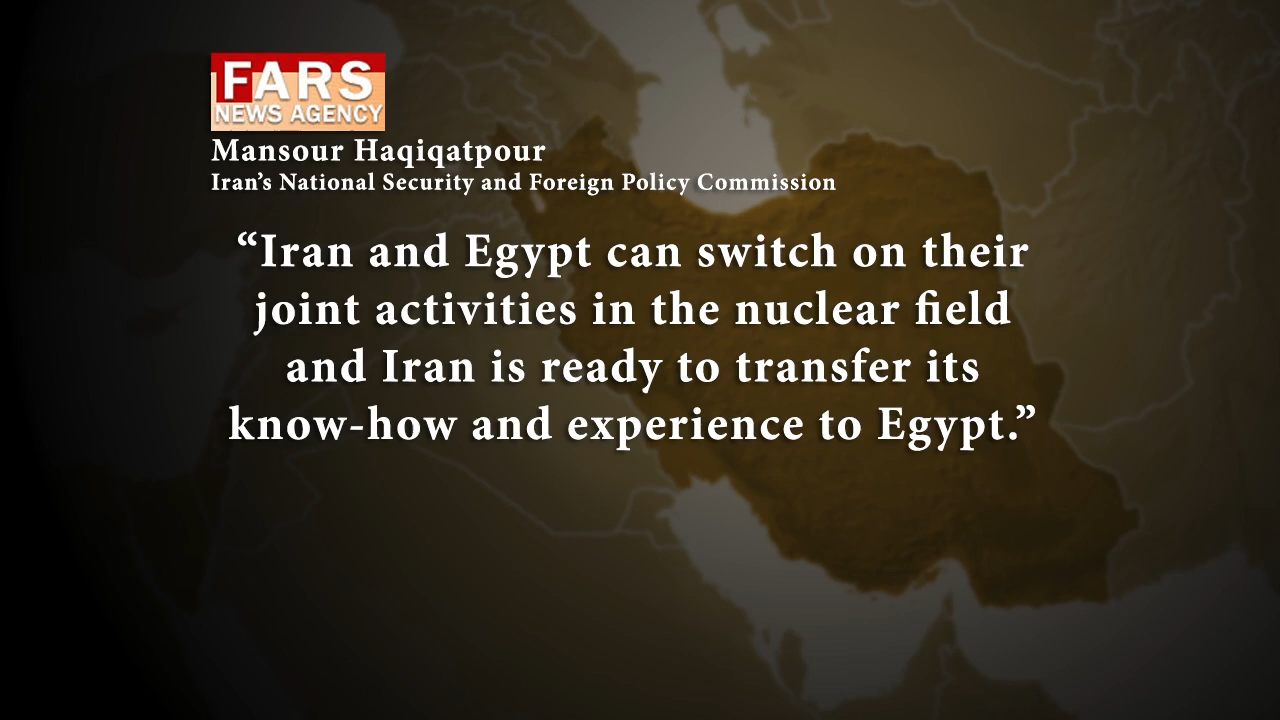 FARS
NEWS AGENCY
Mansour Haqiqatpour
Iran’s National Security and Foreign Policy Commission
“Iran and Egypt can switch on their
joint activities in the nuclear field
and Iran is ready to transfer its
know-how and experience to Egypt.”